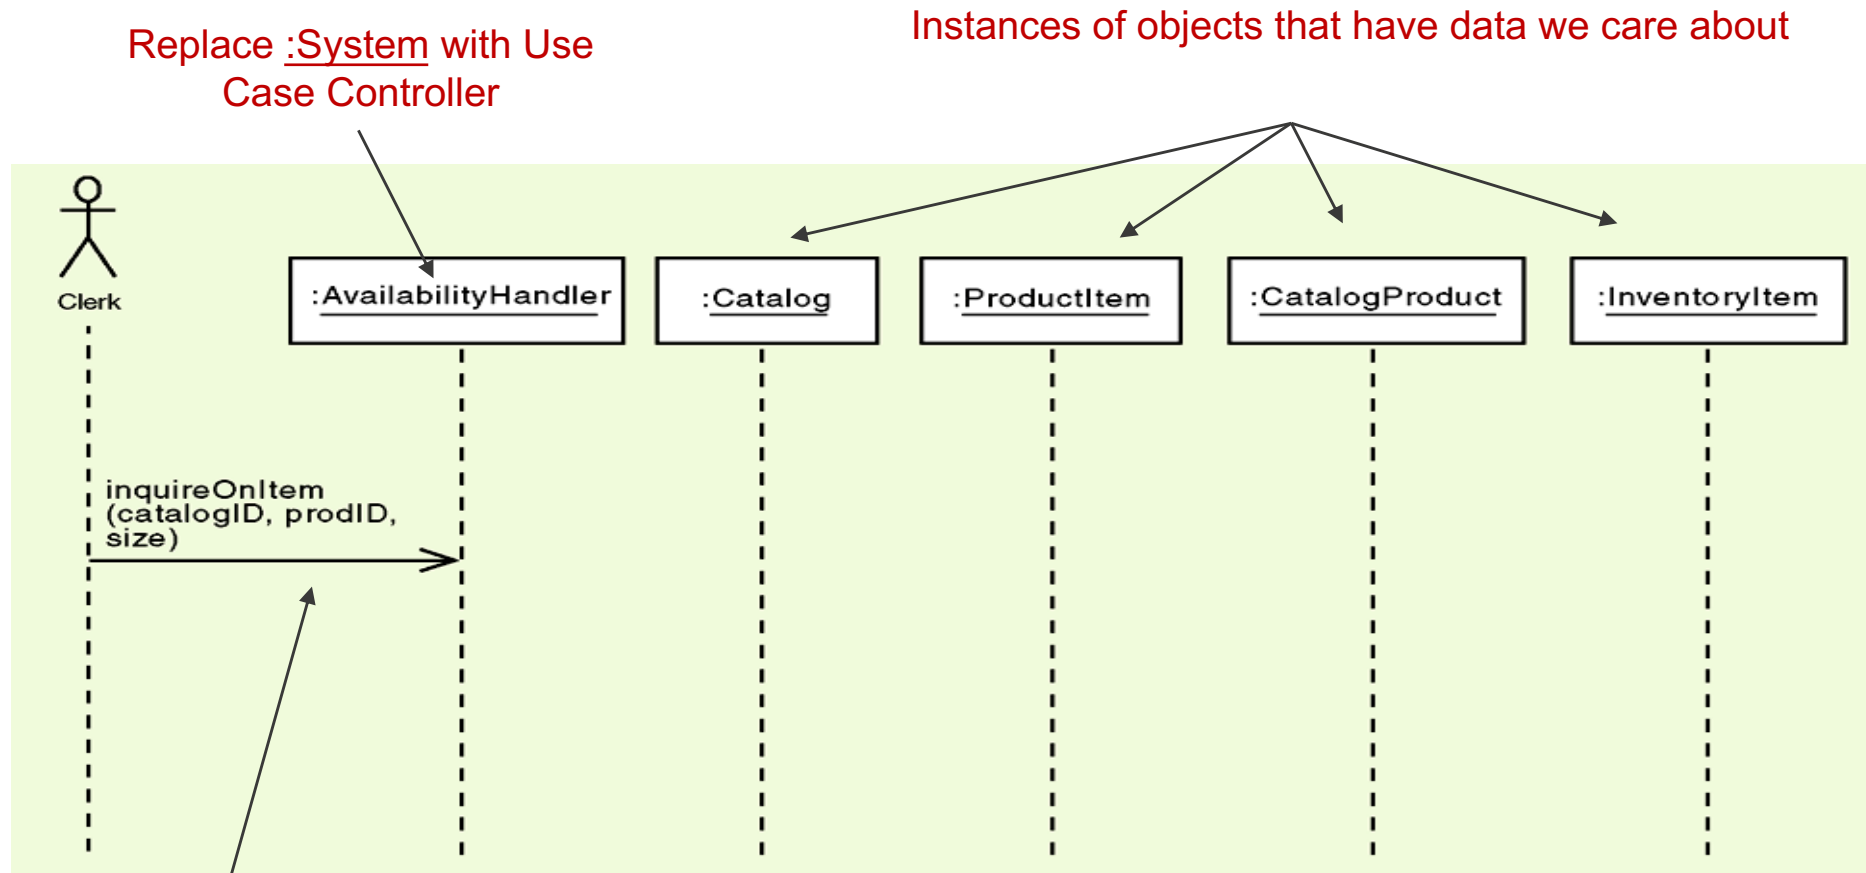 Replace :System with Use
Case Controller
Instances of objects that have data we care about
Clerk
:AvailabilityHandler
:Catalog
:ProductItem
:CatalogProduct
:InventoryItem
inquireOnItem
(catalogID, prodID,
size)